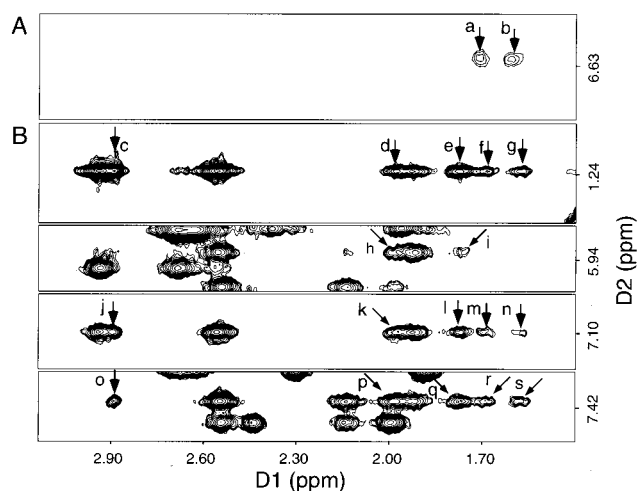 A
a b
6.63
B
c d e f g
1.24
h i
5.94
j k l m n
7.10
o p q r s
7.42
2.90 2.60 2.30 2.00 1.70
D1 (ppm)
D2 (ppm)